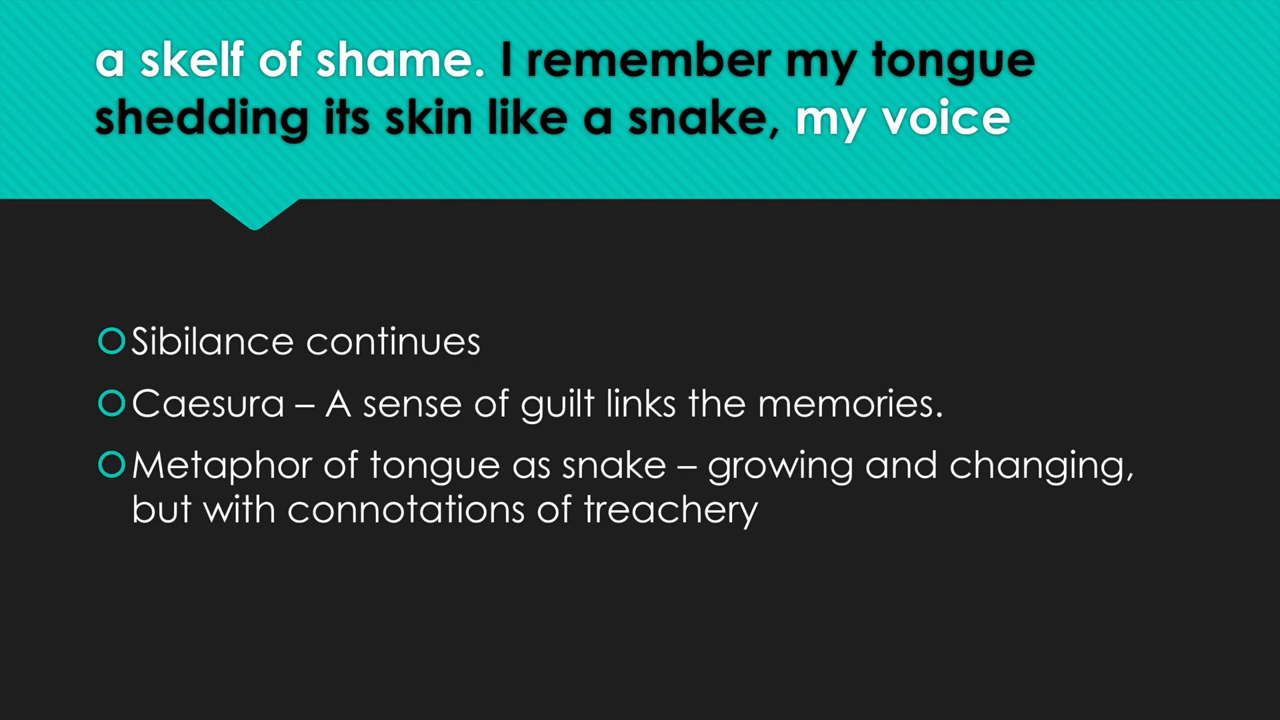 a skelf of shame. I remember my tongue
shedding its skin like a snake, my voice
Sibilance continues
Caesura – A sense of guilt links the memories.
Metaphor of tongue as snake – growing and changing,
but with connotations of treachery